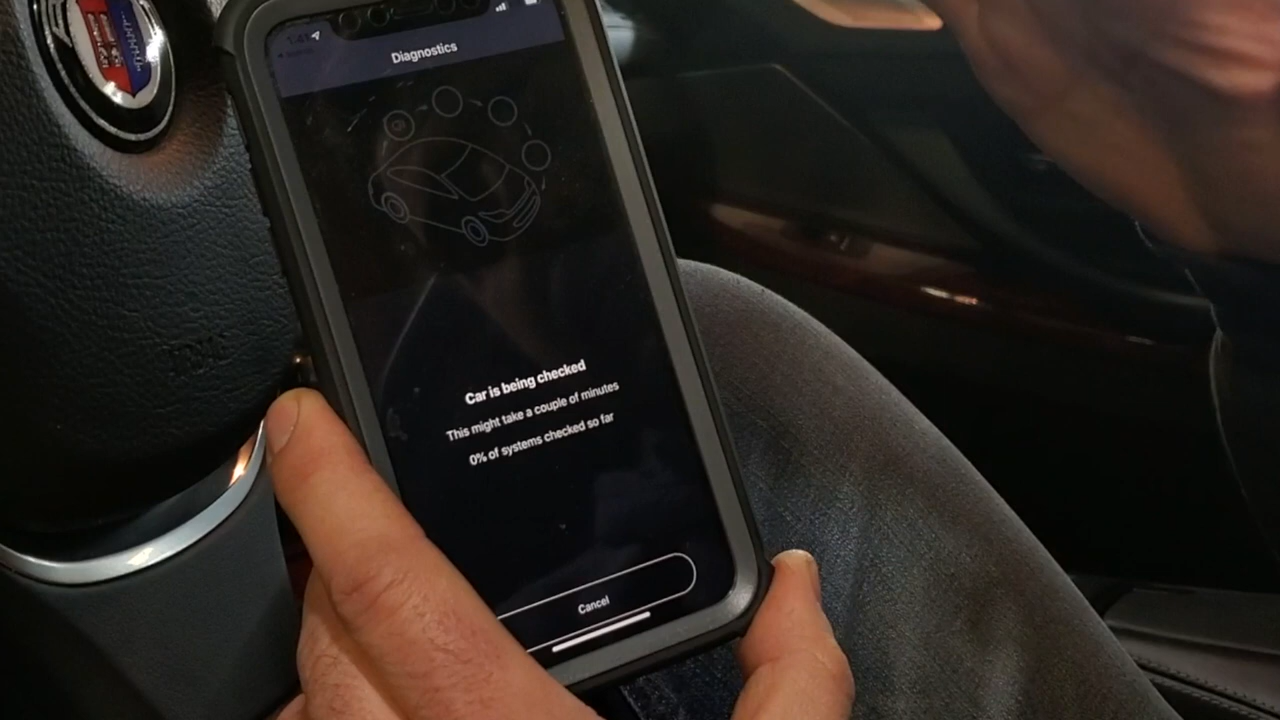 Diagnostics
Car is being checked
This might take a couple of minutes
0% of systems checked so far
Cancel